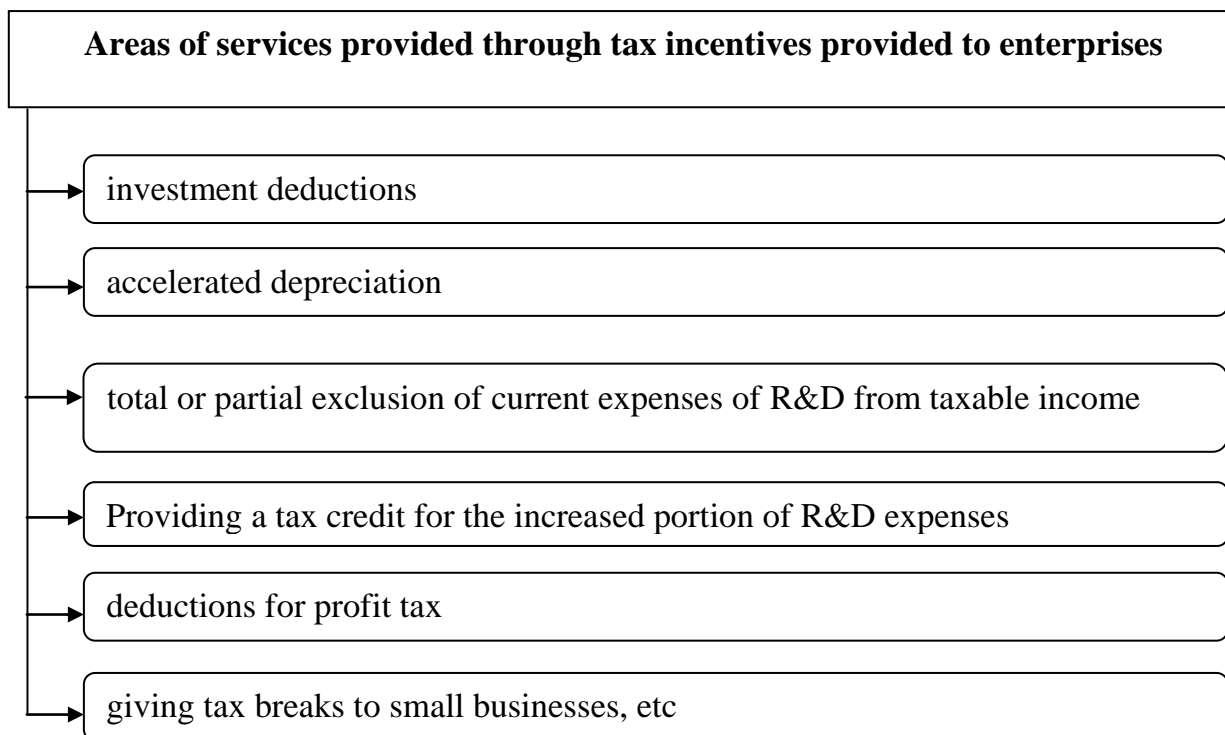 Areas of services provided through tax incentives provided to enterprises
investment deductions
accelerated depreciation
total or partial exclusion of current expenses of R&D from taxable income
Providing a tax credit for the increased portion of R&D expenses
deductions for profit tax
giving tax breaks to small businesses, etc